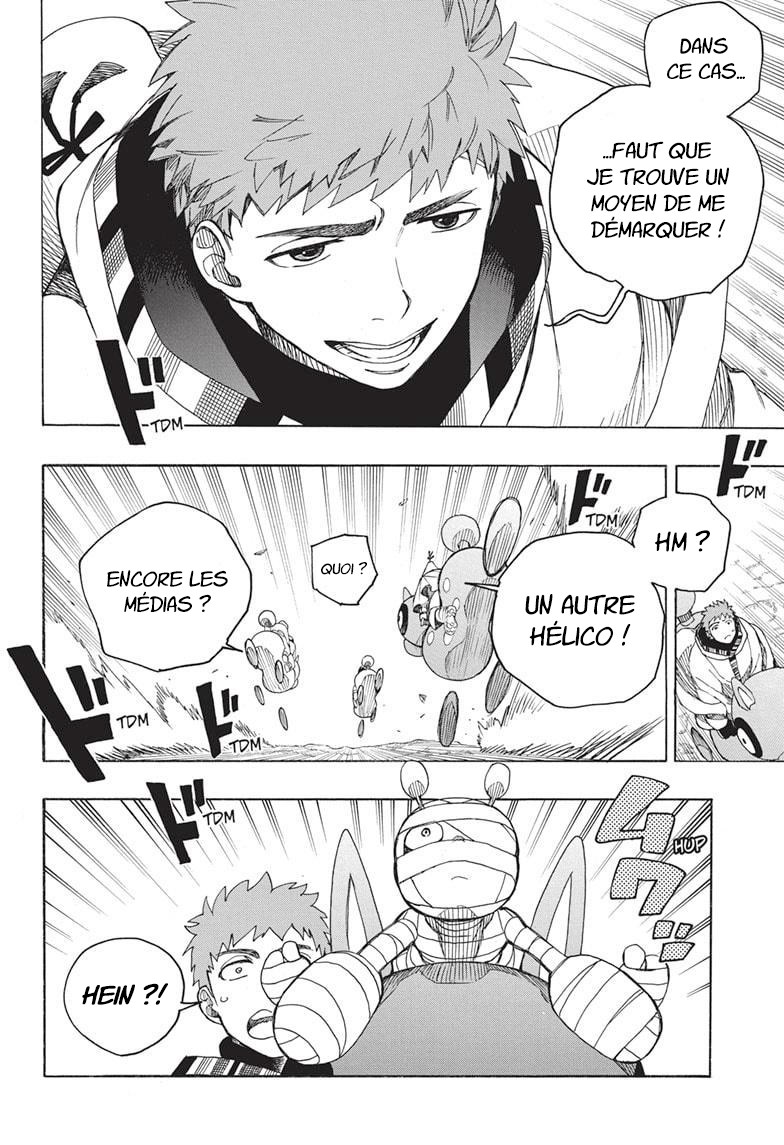 DANS
CE CAS...
...FAUT QUE
JE TROUVE UN
MOYEN DE ME
DÉMARQUER !
ド
TDM
ド
TDM
HM ?
ド
TDM
UN AUTRE
HÉLICO !
QUOI ?
ENCORE LES
MÉDIAS ?
ド
TDM
ド
TDM
ド
TDM
ムクッ
HUP
HEIN ?!